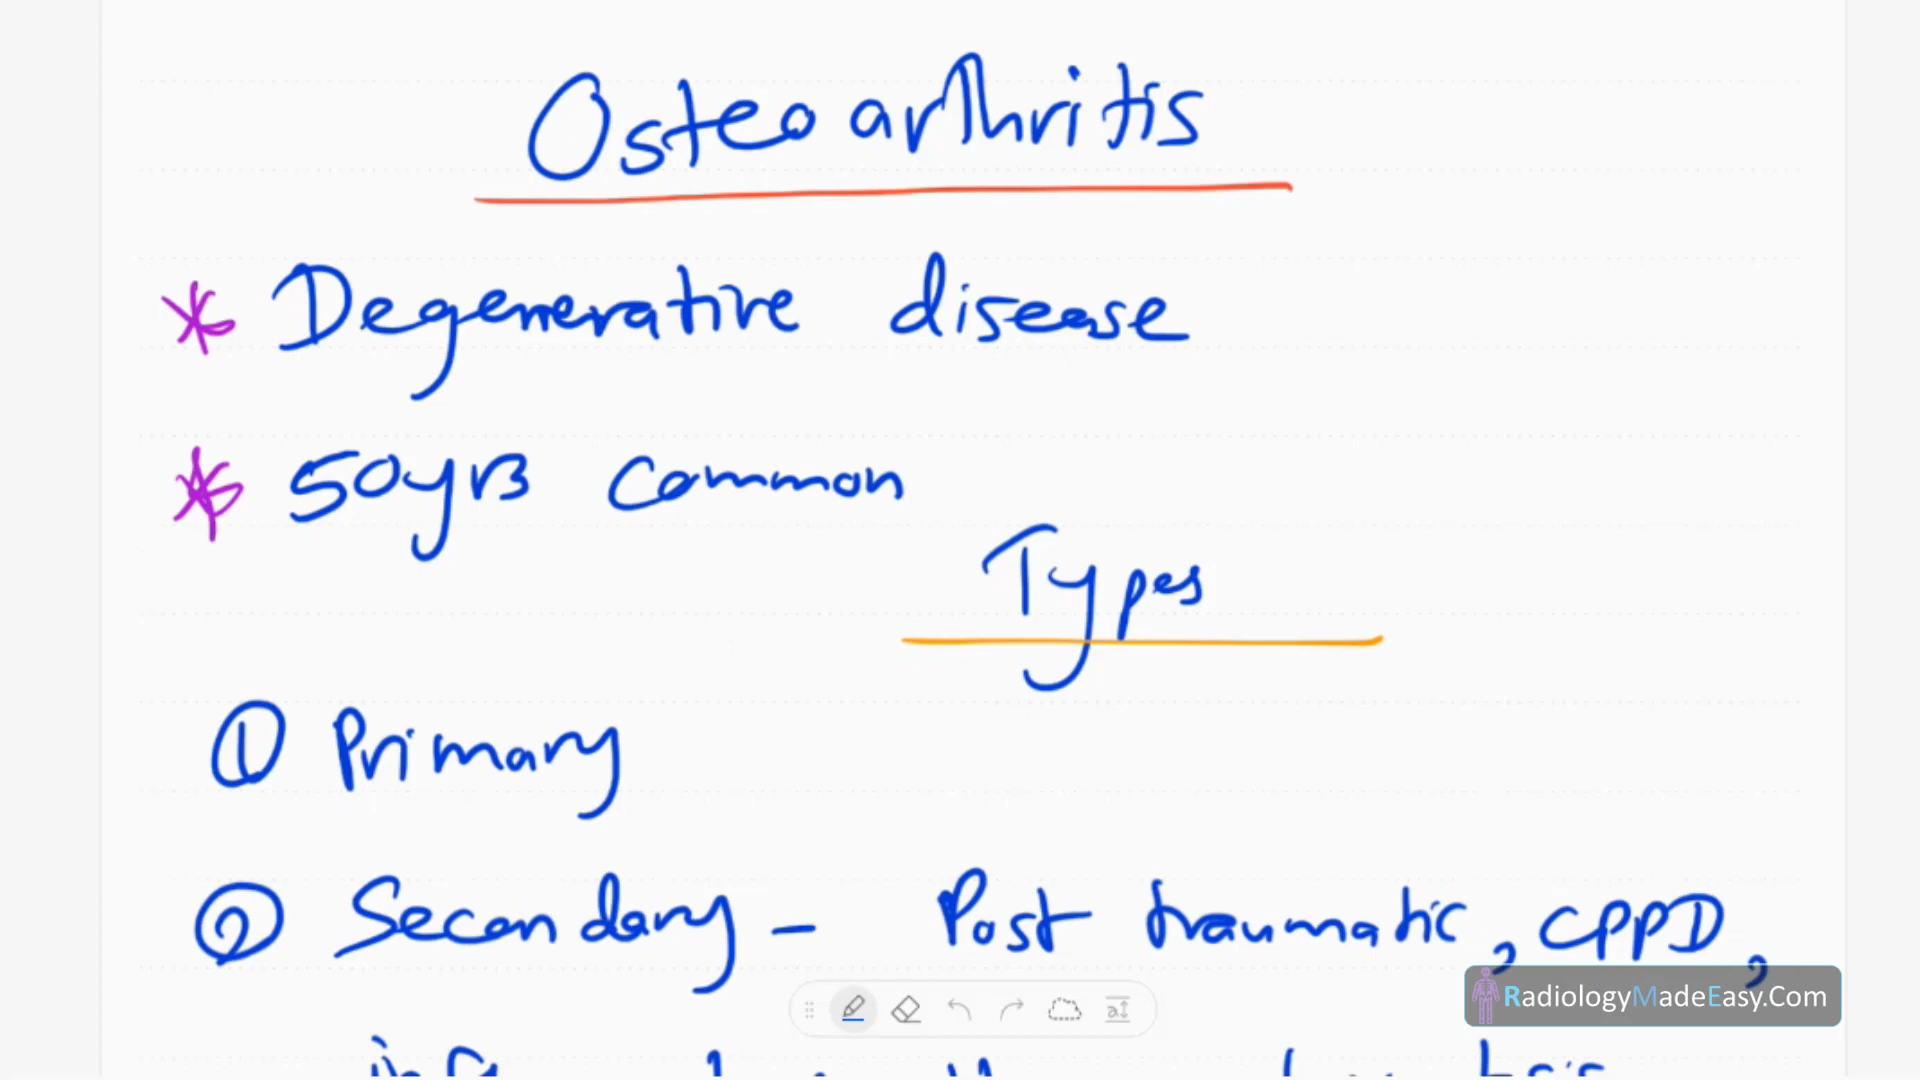 Osteoarthritis
* Degenerative disease
* 50yrs common
Types
① Primary
② Secondary - Post traumatic, CPPD,
RadiologyMadeEasy.Com